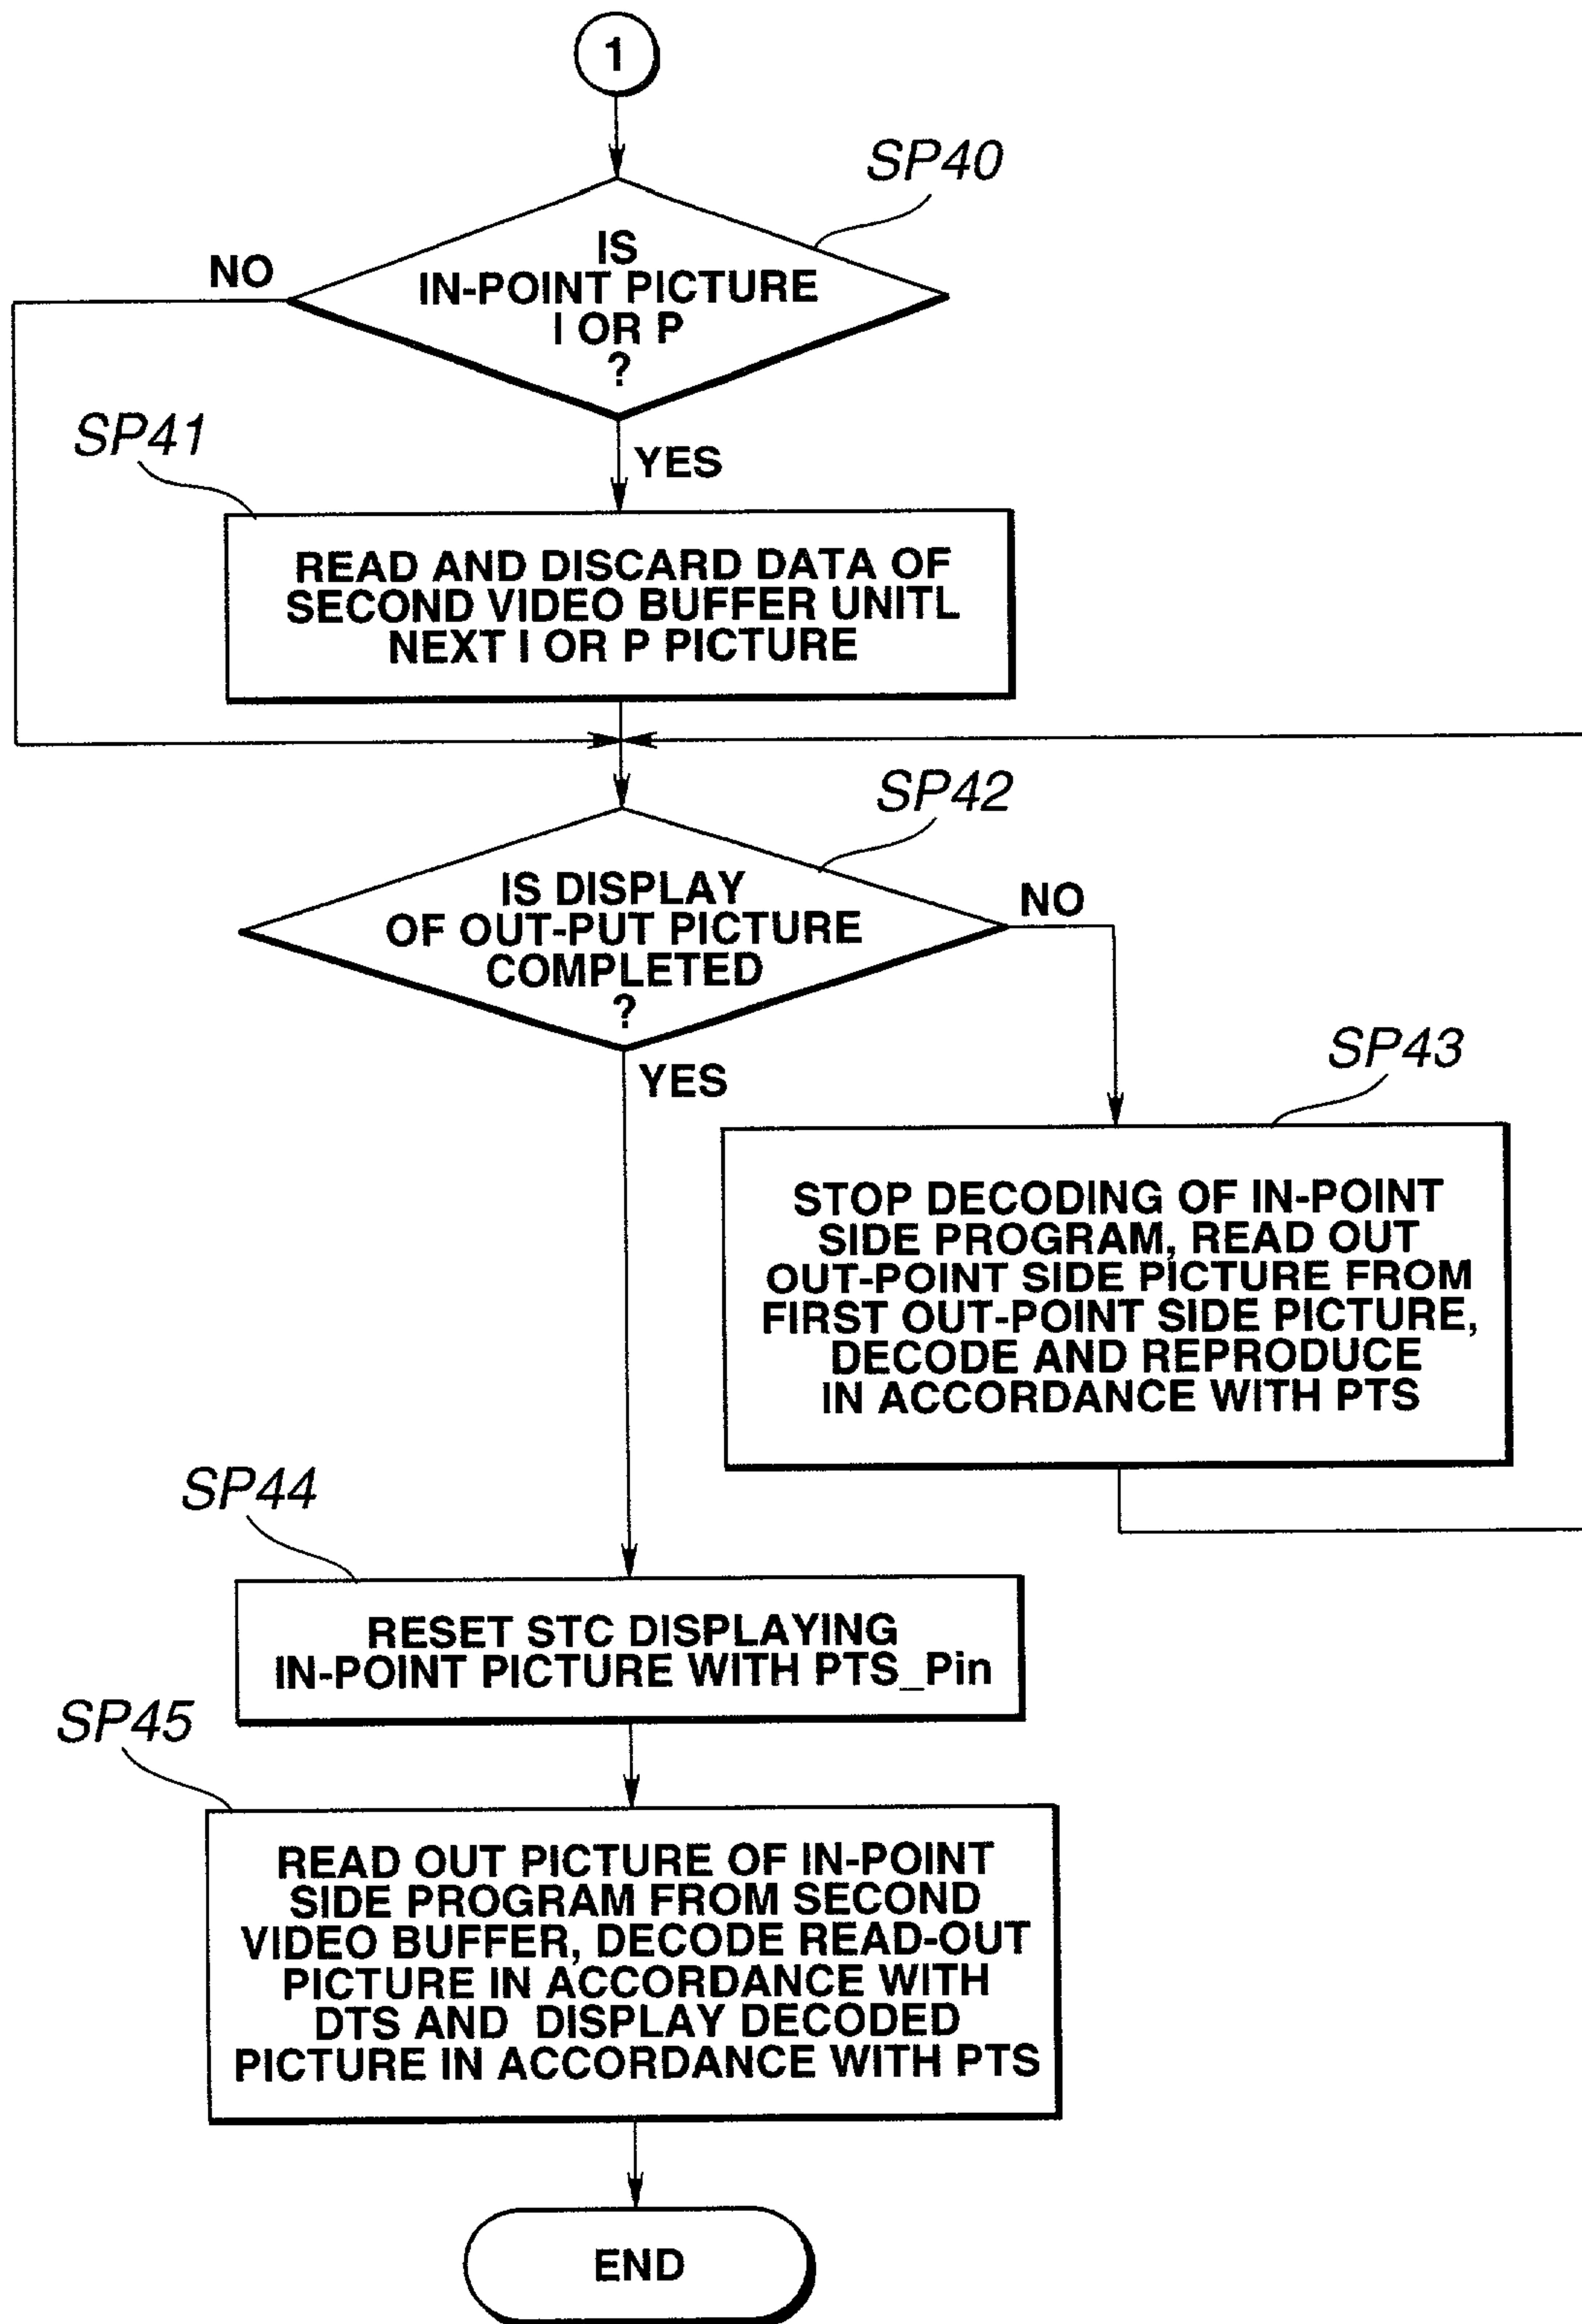 1
SP40
IS
IN-POINT PICTURE
I OR P
?
NO
YES
SP41
READ AND DISCARD DATA OF
SECOND VIDEO BUFFER UNITL
NEXT I OR P PICTURE
SP42
IS DISPLAY
OF OUT-PUT PICTURE
COMPLETED
?
NO
YES
SP43
STOP DECODING OF IN-POINT
SIDE PROGRAM, READ OUT
OUT-POINT SIDE PICTURE FROM
FIRST OUT-POINT SIDE PICTURE,
DECODE AND REPRODUCE
IN ACCORDANCE WITH PTS
SP44
RESET STC DISPLAYING
IN-POINT PICTURE WITH PTS_Pin
SP45
READ OUT PICTURE OF IN-POINT
SIDE PROGRAM FROM SECOND
VIDEO BUFFER, DECODE READ-OUT
PICTURE IN ACCORDANCE WITH
DTS AND DISPLAY DECODED
PICTURE IN ACCORDANCE WITH PTS
END